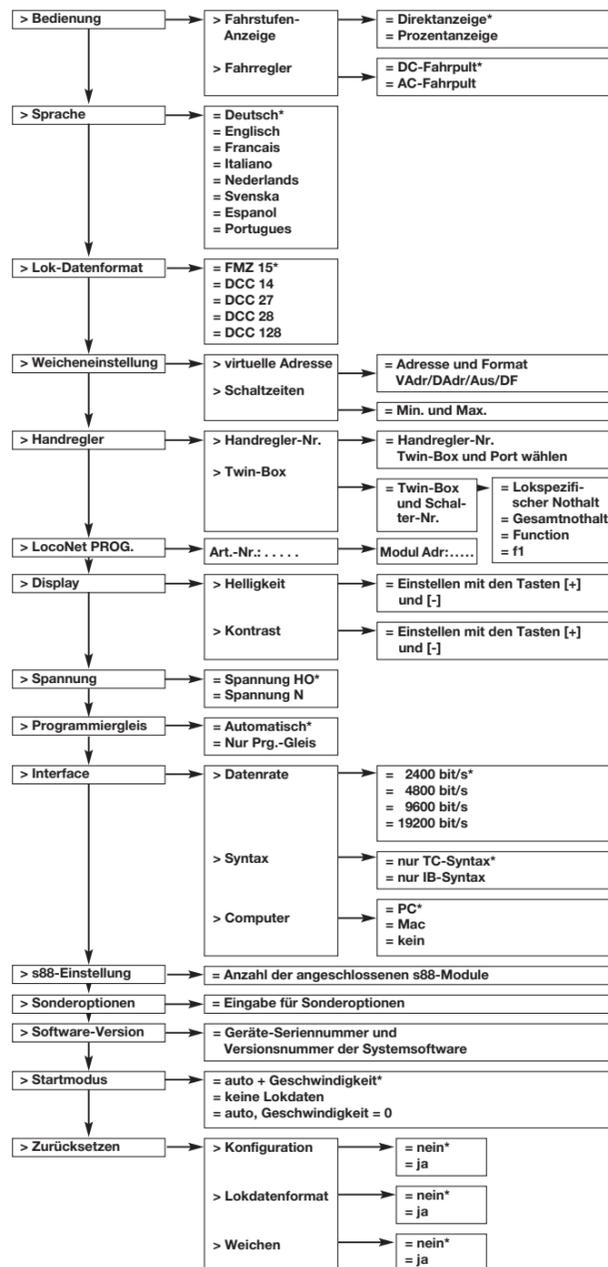 > Bedienung
> Fahrstufen-
Anzeige
= Direktanzeige*
= Prozentanzeige
> Fahrregler
= DC-Fahrpult*
= AC-Fahrpult
> Sprache
= Deutsch*
= Englisch
= Francais
= Italiano
= Nederlands
= Svenska
= Espanol
= Portugues
> Lok-Datenformat
= FMZ 15*
= DCC 14
= DCC 27
= DCC 28
= DCC 128
> Weicheneinstellung
> virtuelle Adresse
= Adresse und Format
VAdr/DAdr/Aus/DF
> Schaltzeiten
= Min. und Max.
> Handregler
> Handregler-Nr.
= Handregler-Nr.
Twin-Box und Port wählen
> Twin-Box
= Twin-Box
und Schal-
ter-Nr.
= Lokspezifi-
scher Nothalt
= Gesamtnothalt
= Function
= f1
> LocoNet PROG.
Art.-Nr.: . . . . .
Modul Adr:.....
> Display
> Helligkeit
= Einstellen mit den Tasten [+]
und [-]
> Kontrast
= Einstellen mit den Tasten [+]
und [-]
> Spannung
= Spannung HO*
= Spannung N
> Programmiergleis
= Automatisch*
= Nur Prg.-Gleis
> Interface
> Datenrate
= 2400 bit/s*
= 4800 bit/s
= 9600 bit/s
= 19200 bit/s
> Syntax
= nur TC-Syntax*
= nur IB-Syntax
> Computer
= PC*
= Mac
= kein
> s88-Einstellung
= Anzahl der angeschlossenen s88-Module
> Sonderoptionen
= Eingabe für Sonderoptionen
> Software-Version
= Geräte-Seriennummer und
Versionsnummer der Systemsoftware
> Startmodus
= auto + Geschwindigkeit*
= keine Lokdaten
= auto, Geschwindigkeit = 0
> Zurücksetzen
> Konfiguration
= nein*
= ja
> Lokdatenformat
= nein*
= ja
> Weichen
= nein*
= ja